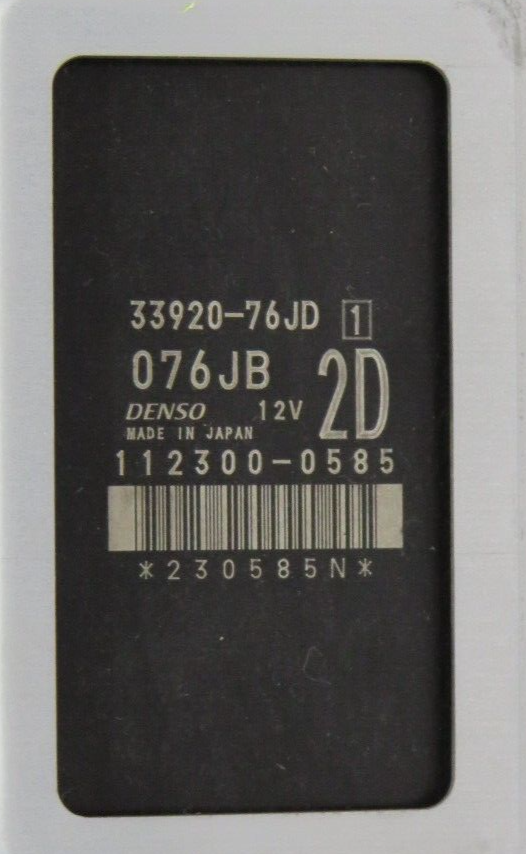 33920-76JD 1
076JB 2D
DENSO 12V
MADE IN JAPAN
112300-0585
*230585N*